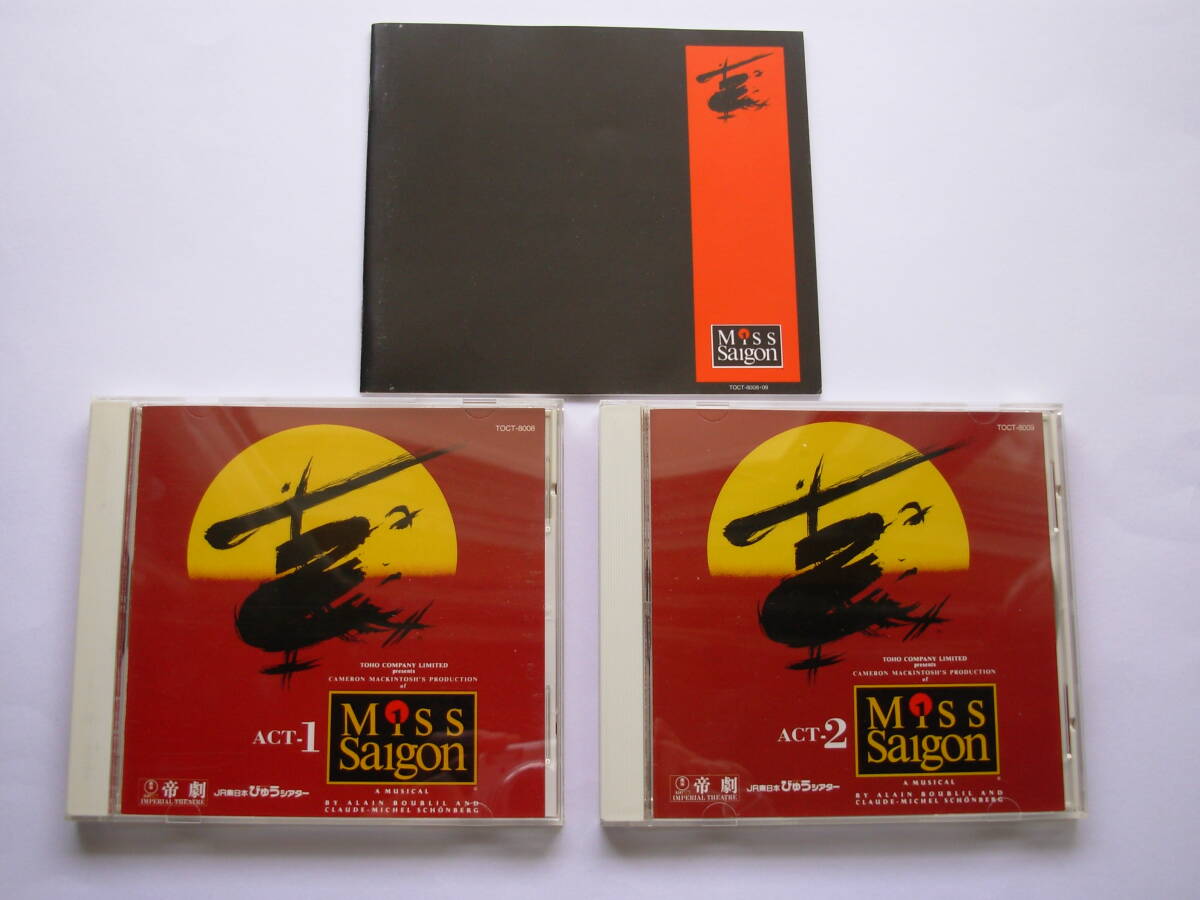 Miss
Saigon
TOCT-8008・09
TOCT-8008
TOHO COMPANY LIMITED
presents
CAMERON MACKINTOSH'S PRODUCTION
of
ACT-1
Miss
Saigon
A MUSICAL
BY ALAIN BOUBLIL AND
CLAUDE-MICHEL SCHÖNBERG
帝劇
IMPERIAL THEATRE
JR東日本びゅうシアター
TOCT-8009
TOHO COMPANY LIMITED
presents
CAMERON MACKINTOSH'S PRODUCTION
of
ACT-2
Miss
Saigon
A MUSICAL
BY ALAIN BOUBLIL AND
CLAUDE-MICHEL SCHÖNBERG
帝劇
IMPERIAL THEATRE
JR東日本びゅうシアター